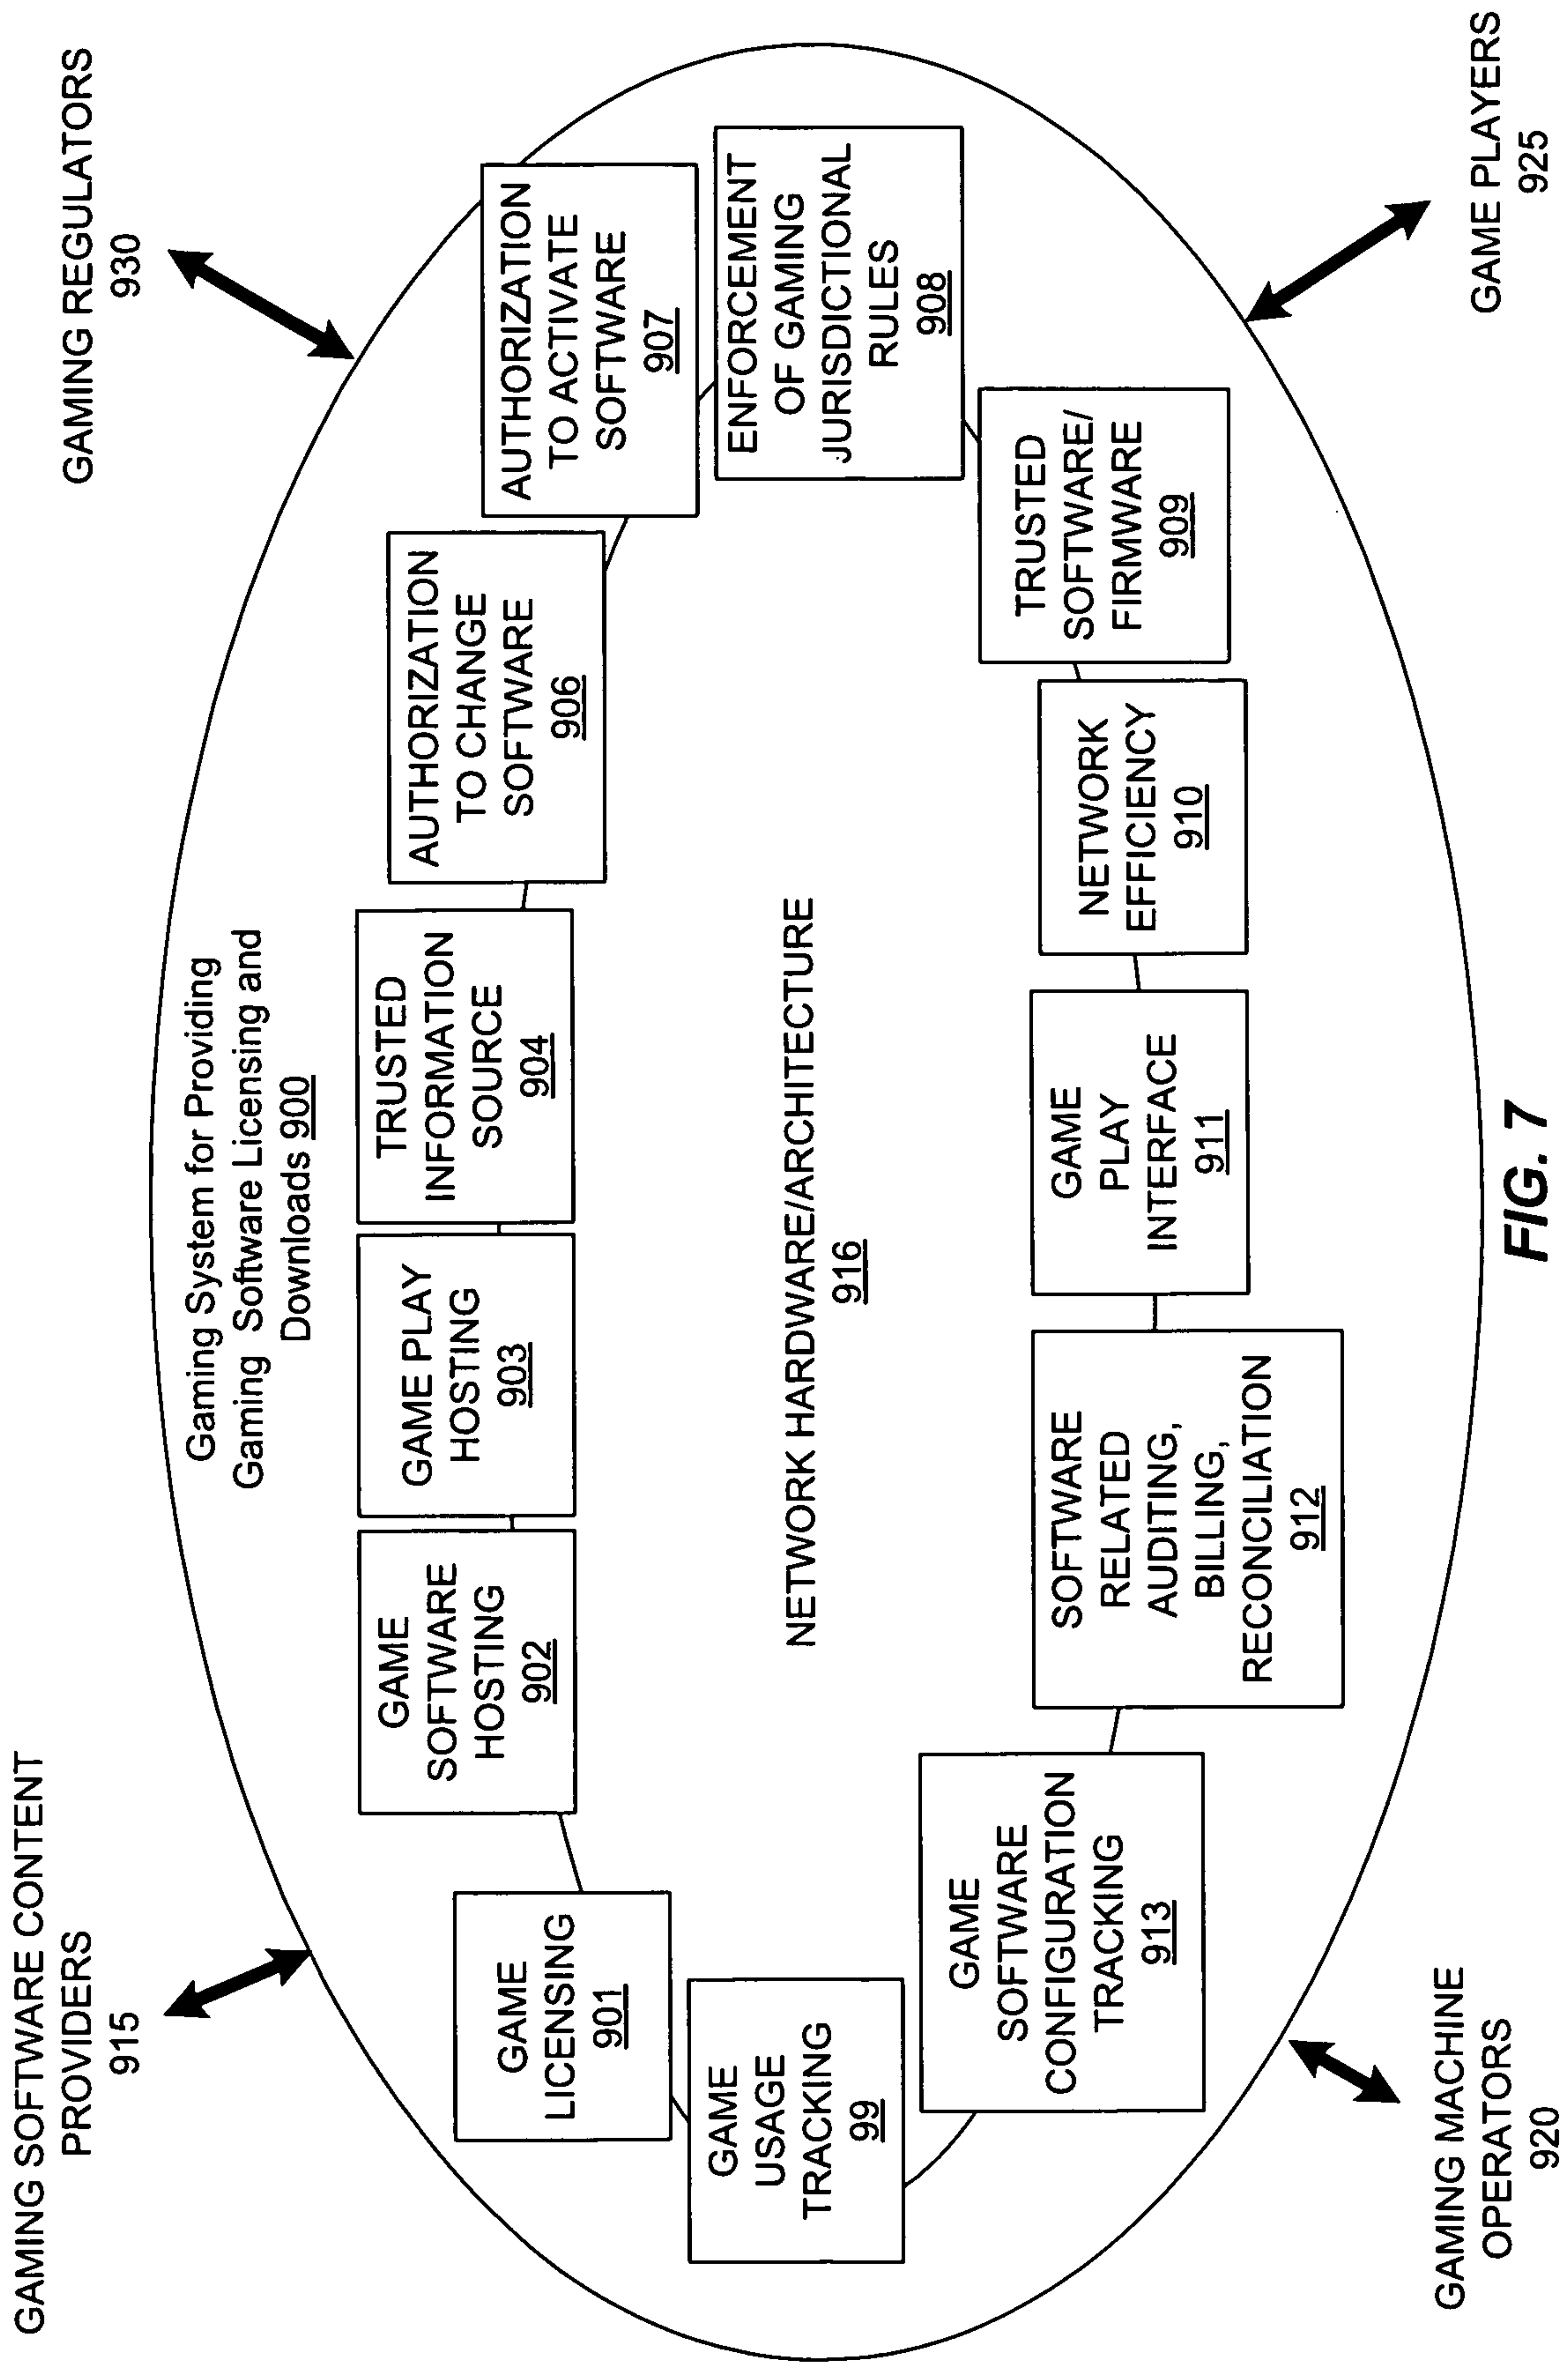 GAMING SOFTWARE CONTENT
PROVIDERS
915
GAMING REGULATORS
930
Gaming System for Providing
Gaming Software Licensing and
Downloads 900
GAME
LICENSING
901
GAME
SOFTWARE
HOSTING
902
GAME PLAY
HOSTING
903
TRUSTED
INFORMATION
SOURCE
904
AUTHORIZATION
TO CHANGE
SOFTWARE
906
AUTHORIZATION
TO ACTIVATE
SOFTWARE
907
ENFORCEMENT
OF GAMING
JURISDICTIONAL
RULES
908
GAME
USAGE
TRACKING
99
NETWORK HARDWARE/ARCHITECTURE
916
GAME
SOFTWARE
CONFIGURATION
TRACKING
913
SOFTWARE
RELATED
AUDITING,
BILLING,
RECONCILIATION
912
GAME
PLAY
INTERFACE
911
NETWORK
EFFICIENCY
910
TRUSTED
SOFTWARE/
FIRMWARE
909
GAMING MACHINE
OPERATORS
920
GAME PLAYERS
925
FIG. 7